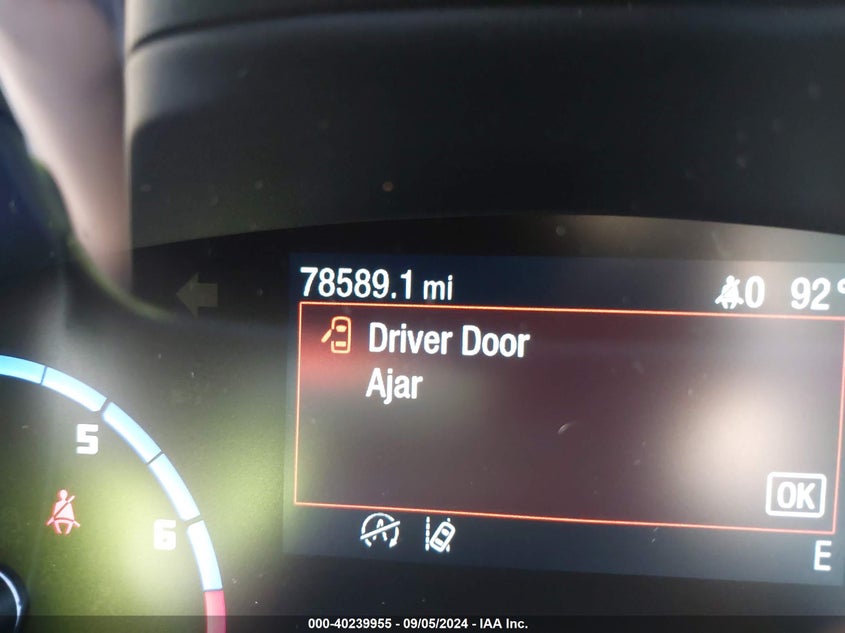 78589.1 mi
0 92°
Driver Door
Ajar
5
OK
6
A
E
000-40239955 - 09/05/2024 - IAA Inc.